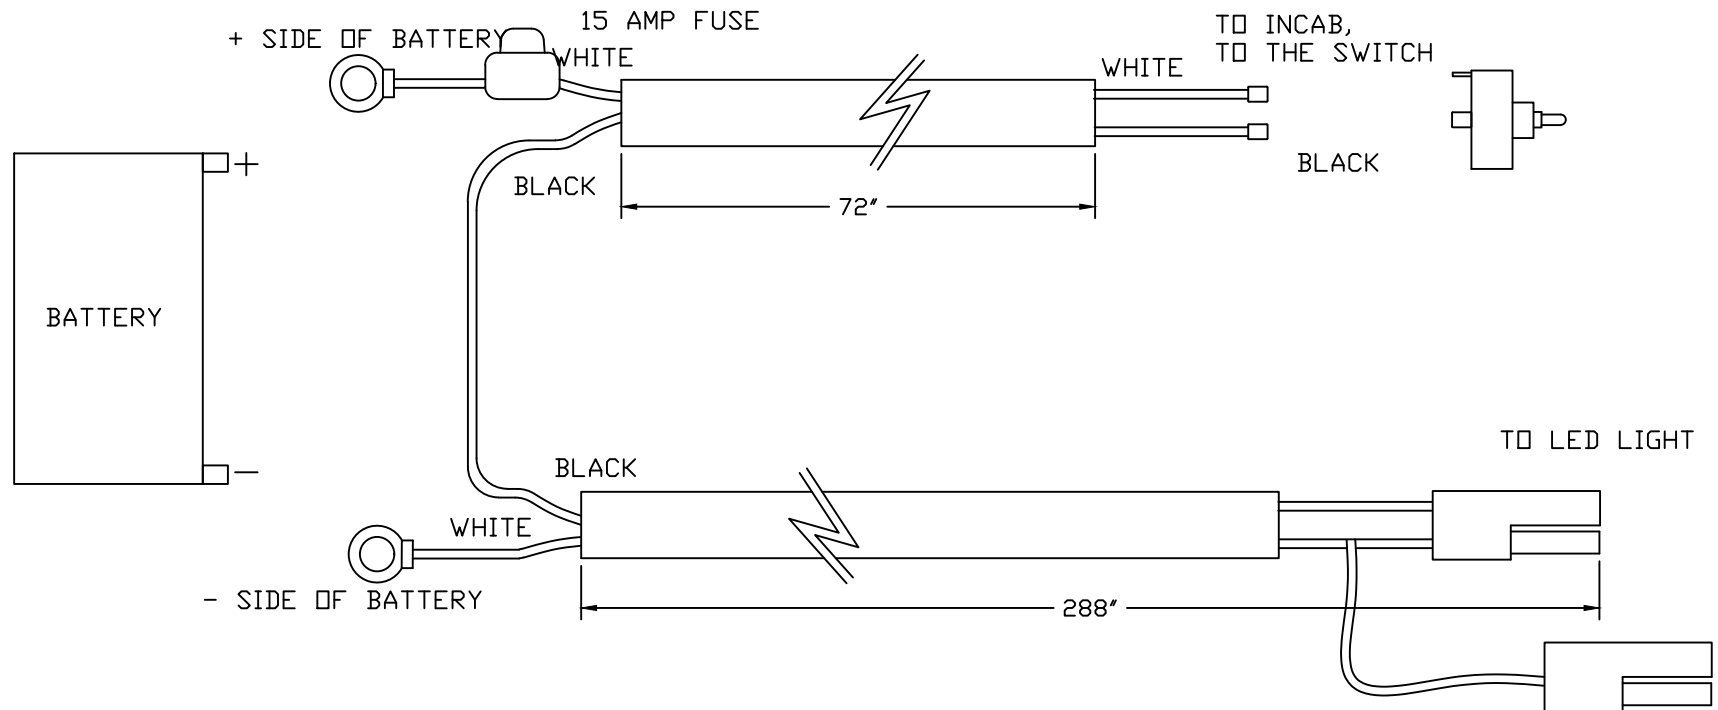 15 AMP FUSE
+ SIDE OF BATTERY
WHITE
TO INCAB,
TO THE SWITCH
WHITE
BLACK
+
BLACK
72"
BATTERY
TO LED LIGHT
BLACK
-
WHITE
- SIDE OF BATTERY
288"